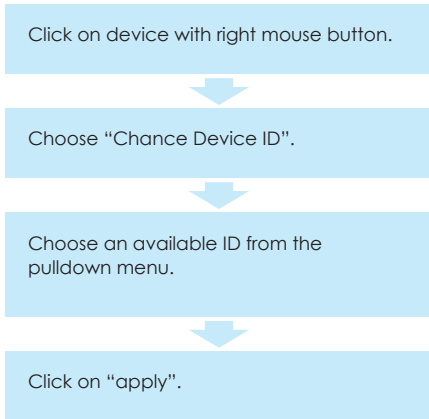 Click on device with right mouse button.
Choose “Chance Device ID”.
Choose an available ID from the
pulldown menu.
Click on “apply”.